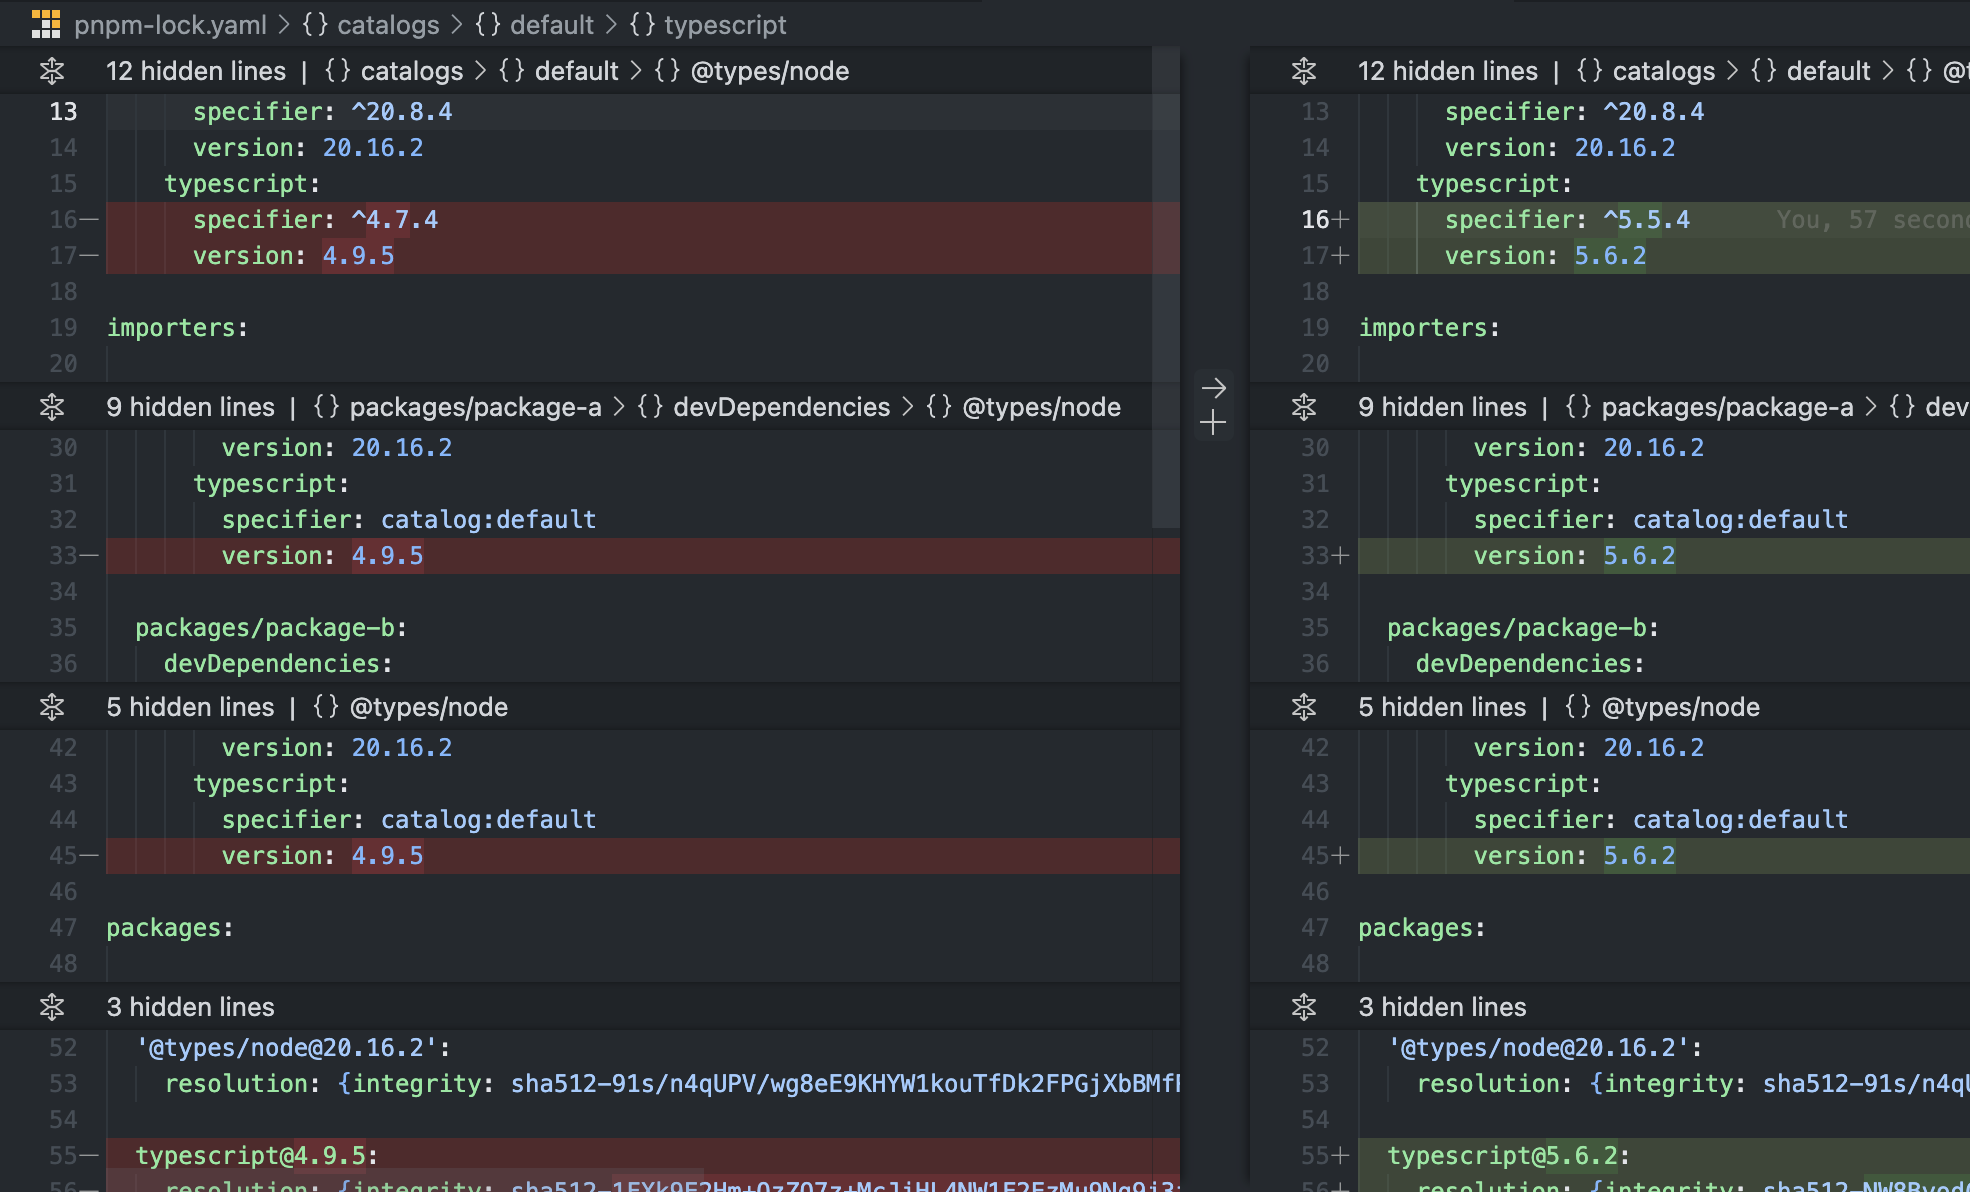 pnpm-lock.yaml > {} catalogs > {} default > {} typescript
12 hidden lines | {} catalogs > {} default > {} @types/node
13 specifier: ^20.8.4
14 version: 20.16.2
15 typescript:
16— specifier: ^4.7.4
17— version: 4.9.5
18
19 importers:
20
9 hidden lines | {} packages/package-a > {} devDependencies > {} @types/node
30 version: 20.16.2
31 typescript:
32 specifier: catalog:default
33— version: 4.9.5
34
35 packages/package-b:
36 devDependencies:
5 hidden lines | {} @types/node
42 version: 20.16.2
43 typescript:
44 specifier: catalog:default
45— version: 4.9.5
46
47 packages:
48
3 hidden lines
52 '@types/node@20.16.2':
53 resolution: {integrity: sha512-91s/n4qUPV/wg8eE9KHYW1kouTfDk2FPGjXbBMf
54
55— typescript@4.9.5:
56— resolution: {integrity:
12 hidden lines | {} catalogs > {} default > {}
13 specifier: ^20.8.4
14 version: 20.16.2
15 typescript:
16+ specifier: ^5.5.4 You, 57 secon
17+ version: 5.6.2
18
19 importers:
20
9 hidden lines | {} packages/package-a > {} dev
30 version: 20.16.2
31 typescript:
32 specifier: catalog:default
33+ version: 5.6.2
34
35 packages/package-b:
36 devDependencies:
5 hidden lines | {} @types/node
42 version: 20.16.2
43 typescript:
44 specifier: catalog:default
45+ version: 5.6.2
46
47 packages:
48
3 hidden lines
52 '@types/node@20.16.2':
53 resolution: {integrity: sha512-91s/n4q
54
55+ typescript@5.6.2:
56+ resolution: {integrity: